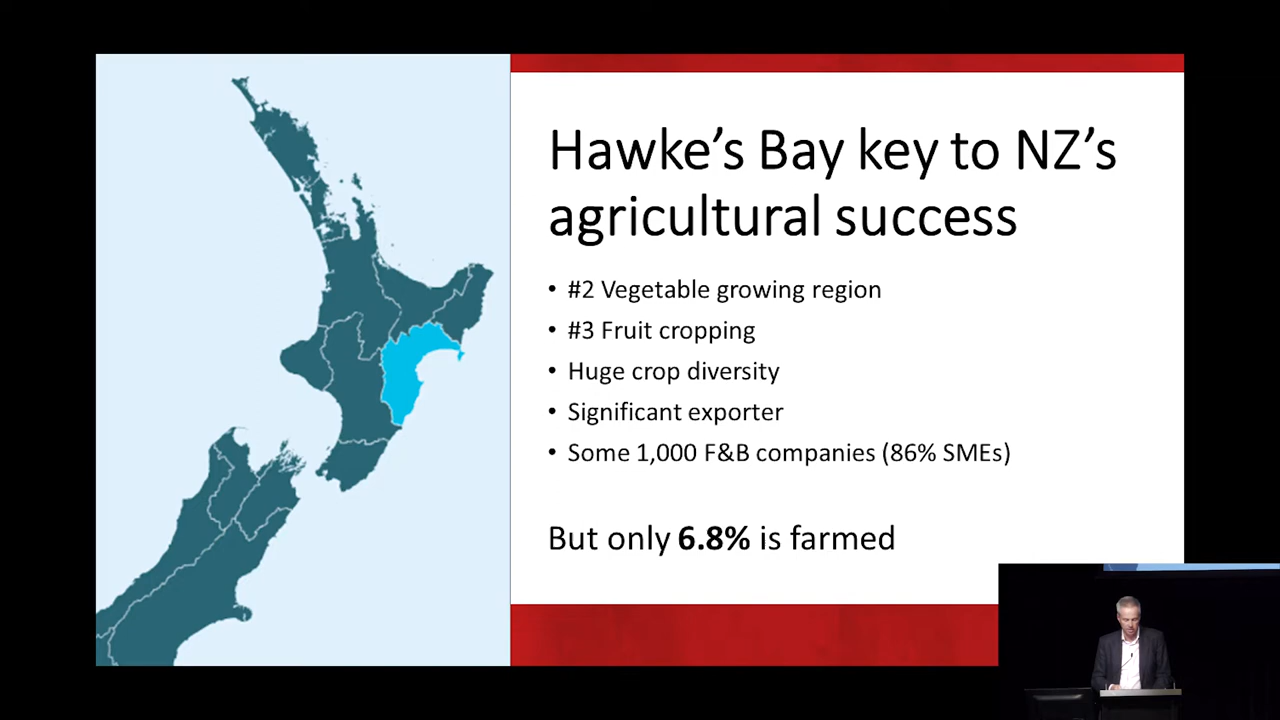 Hawke's Bay key to NZ's
agricultural success
• #2 Vegetable growing region
• #3 Fruit cropping
• Huge crop diversity
• Significant exporter
• Some 1,000 F&B companies (86% SMEs)
But only 6.8% is farmed